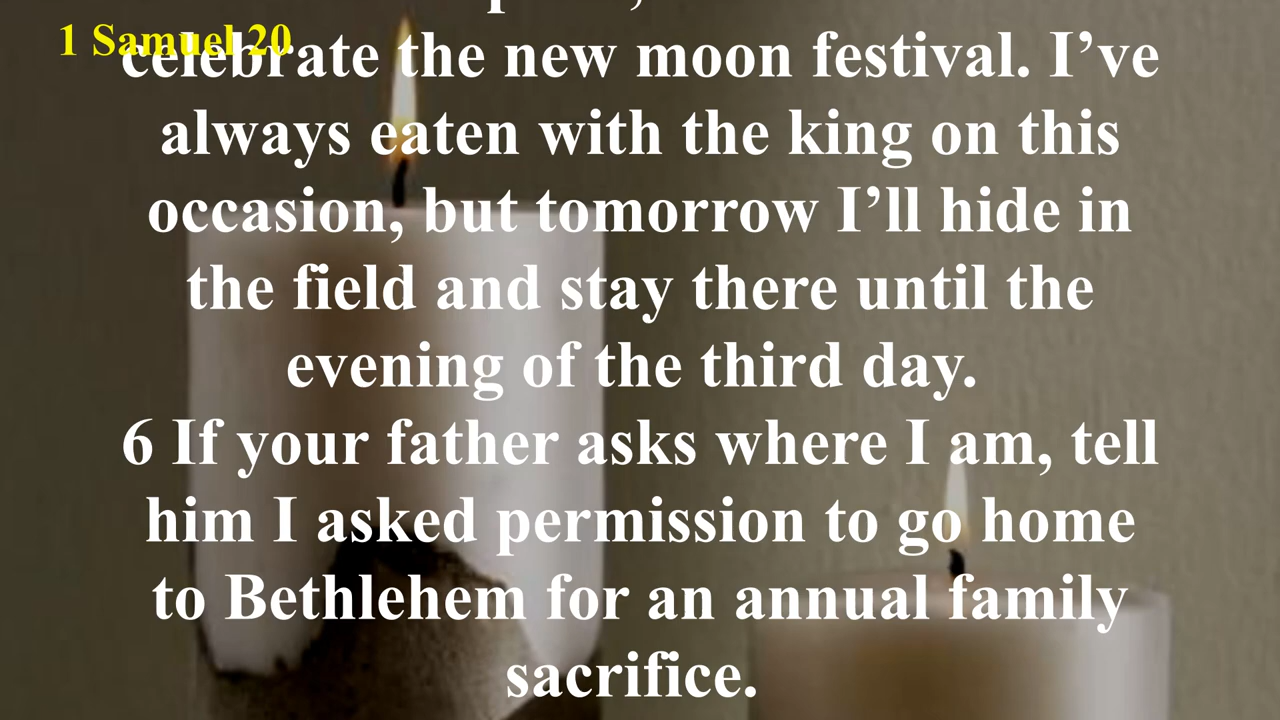 1 Samuel 20
celebrate the new moon festival. I’ve
always eaten with the king on this
occasion, but tomorrow I’ll hide in
the field and stay there until the
evening of the third day.
6 If your father asks where I am, tell
him I asked permission to go home
to Bethlehem for an annual family
sacrifice.